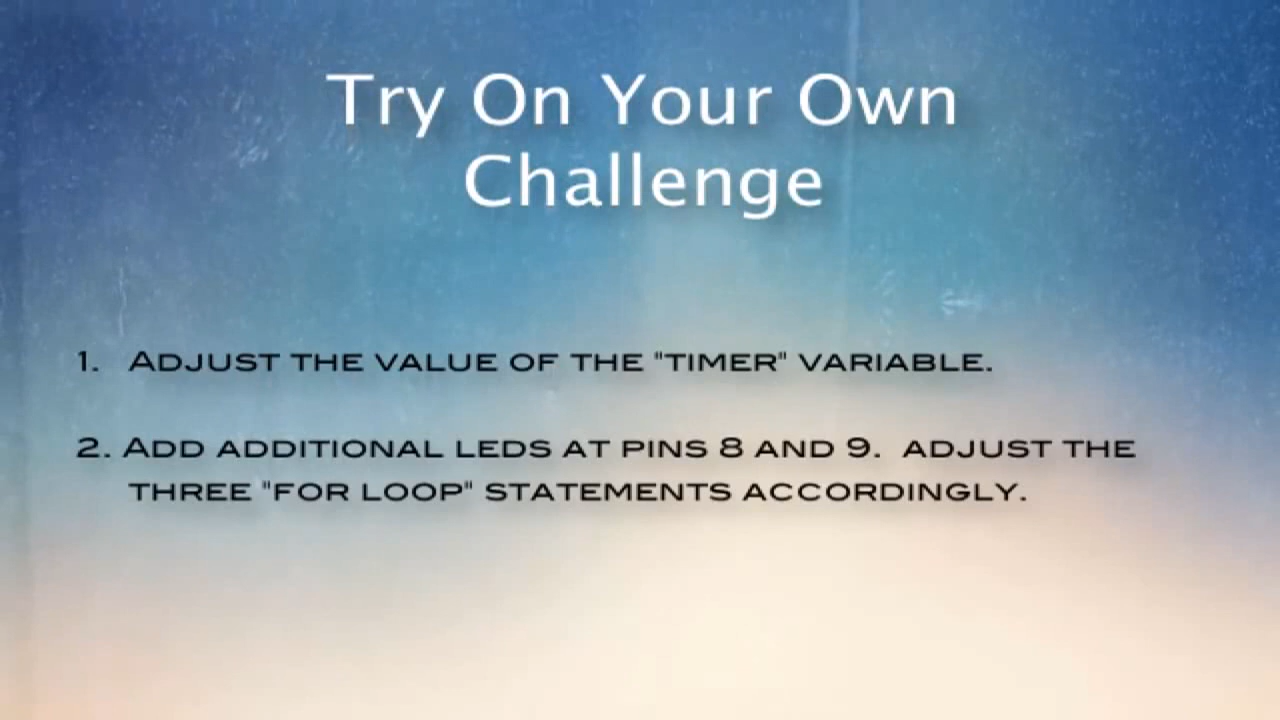 Try On Your Own
Challenge
1. Adjust the value of the "timer" variable.
2. Add additional LEDs at pins 8 and 9. Adjust the
three "for loop" statements accordingly.